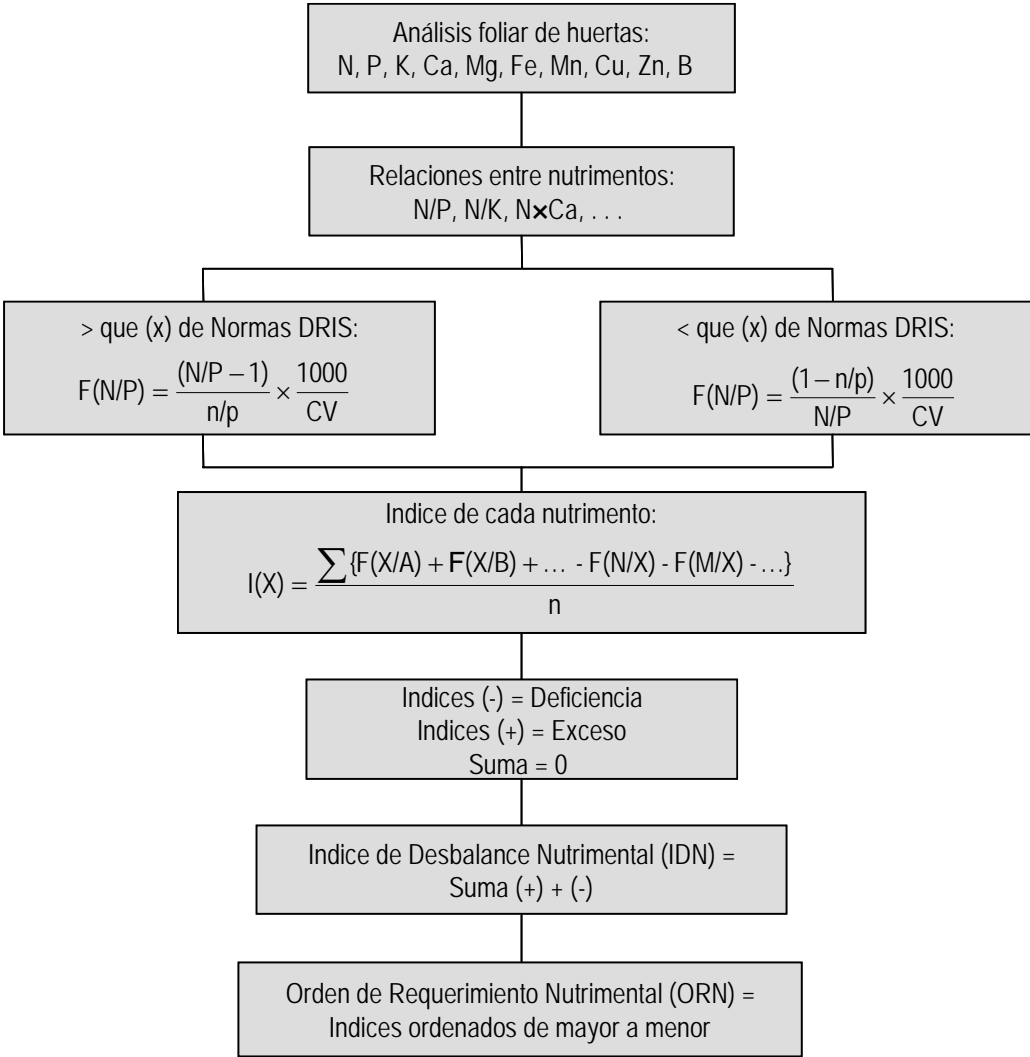 Análisis foliar de huertas:
N, P, K, Ca, Mg, Fe, Mn, Cu, Zn, B
Relaciones entre nutrimentos:
N/P, N/K, N×Ca, . . .
> que (x) de Normas DRIS:
F(N/P) = (N/P – 1) / n/p × 1000 / CV
< que (x) de Normas DRIS:
F(N/P) = (1 – n/p) / N/P × 1000 / CV
Indice de cada nutrimento:
I(X) = ∑ {F(X/A) + F(X/B) + … - F(N/X) - F(M/X) - …} / n
Indices (-) = Deficiencia
Indices (+) = Exceso
Suma = 0
Indice de Desbalance Nutrimental (IDN) =
Suma (+) + (-)
Orden de Requerimiento Nutrimental (ORN) =
Indices ordenados de mayor a menor